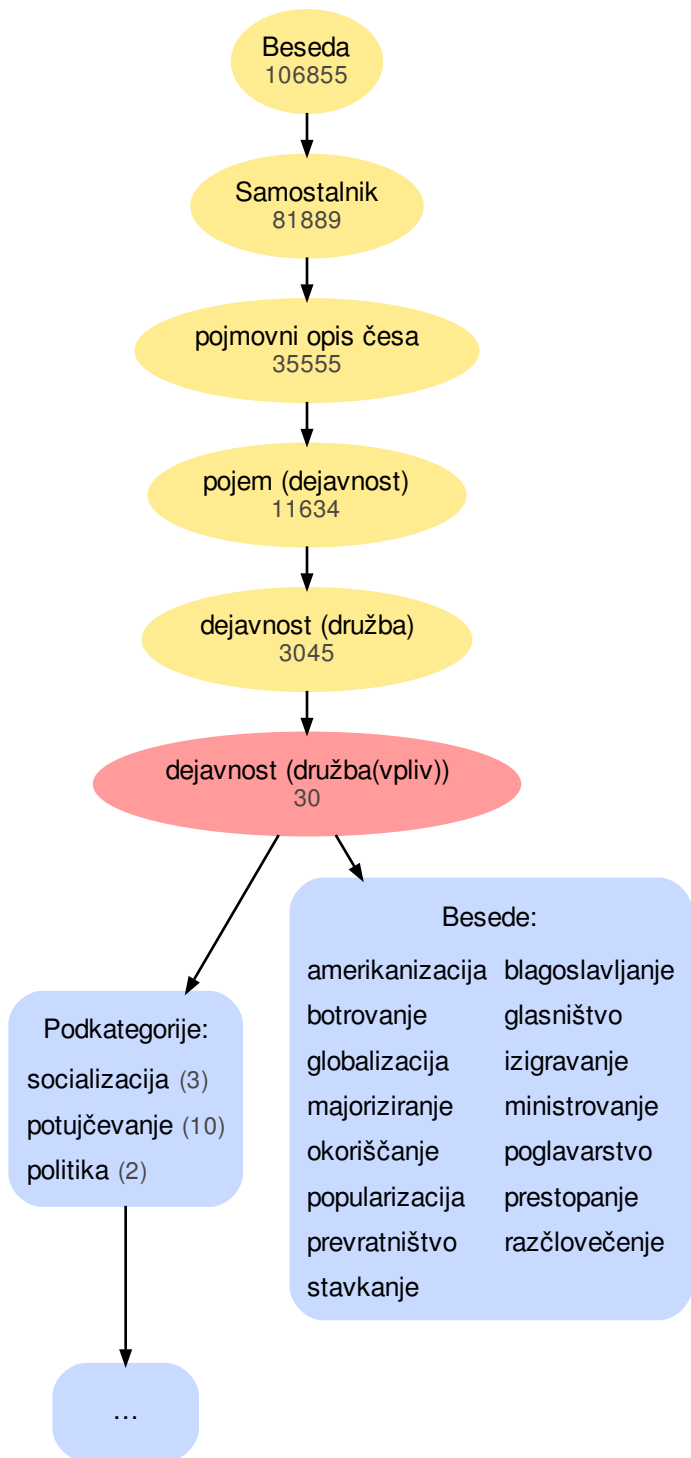 Beseda
106855
Samostalnik
81889
pojmovni opis česa
35555
pojem (dejavnost)
11634
dejavnost (družba)
3045
dejavnost (družba(vpliv))
30
Podkategorije:
socializacija (3)
potujčevanje (10)
politika (2)
...
Besede:
amerikanizacija blagoslavljanje
botrovanje glasništvo
globalizacija izigravanje
majoriziranje ministrovanje
okoriščanje poglavarstvo
popularizacija prestopanje
prevratništvo razčlovečenje
stavkanje